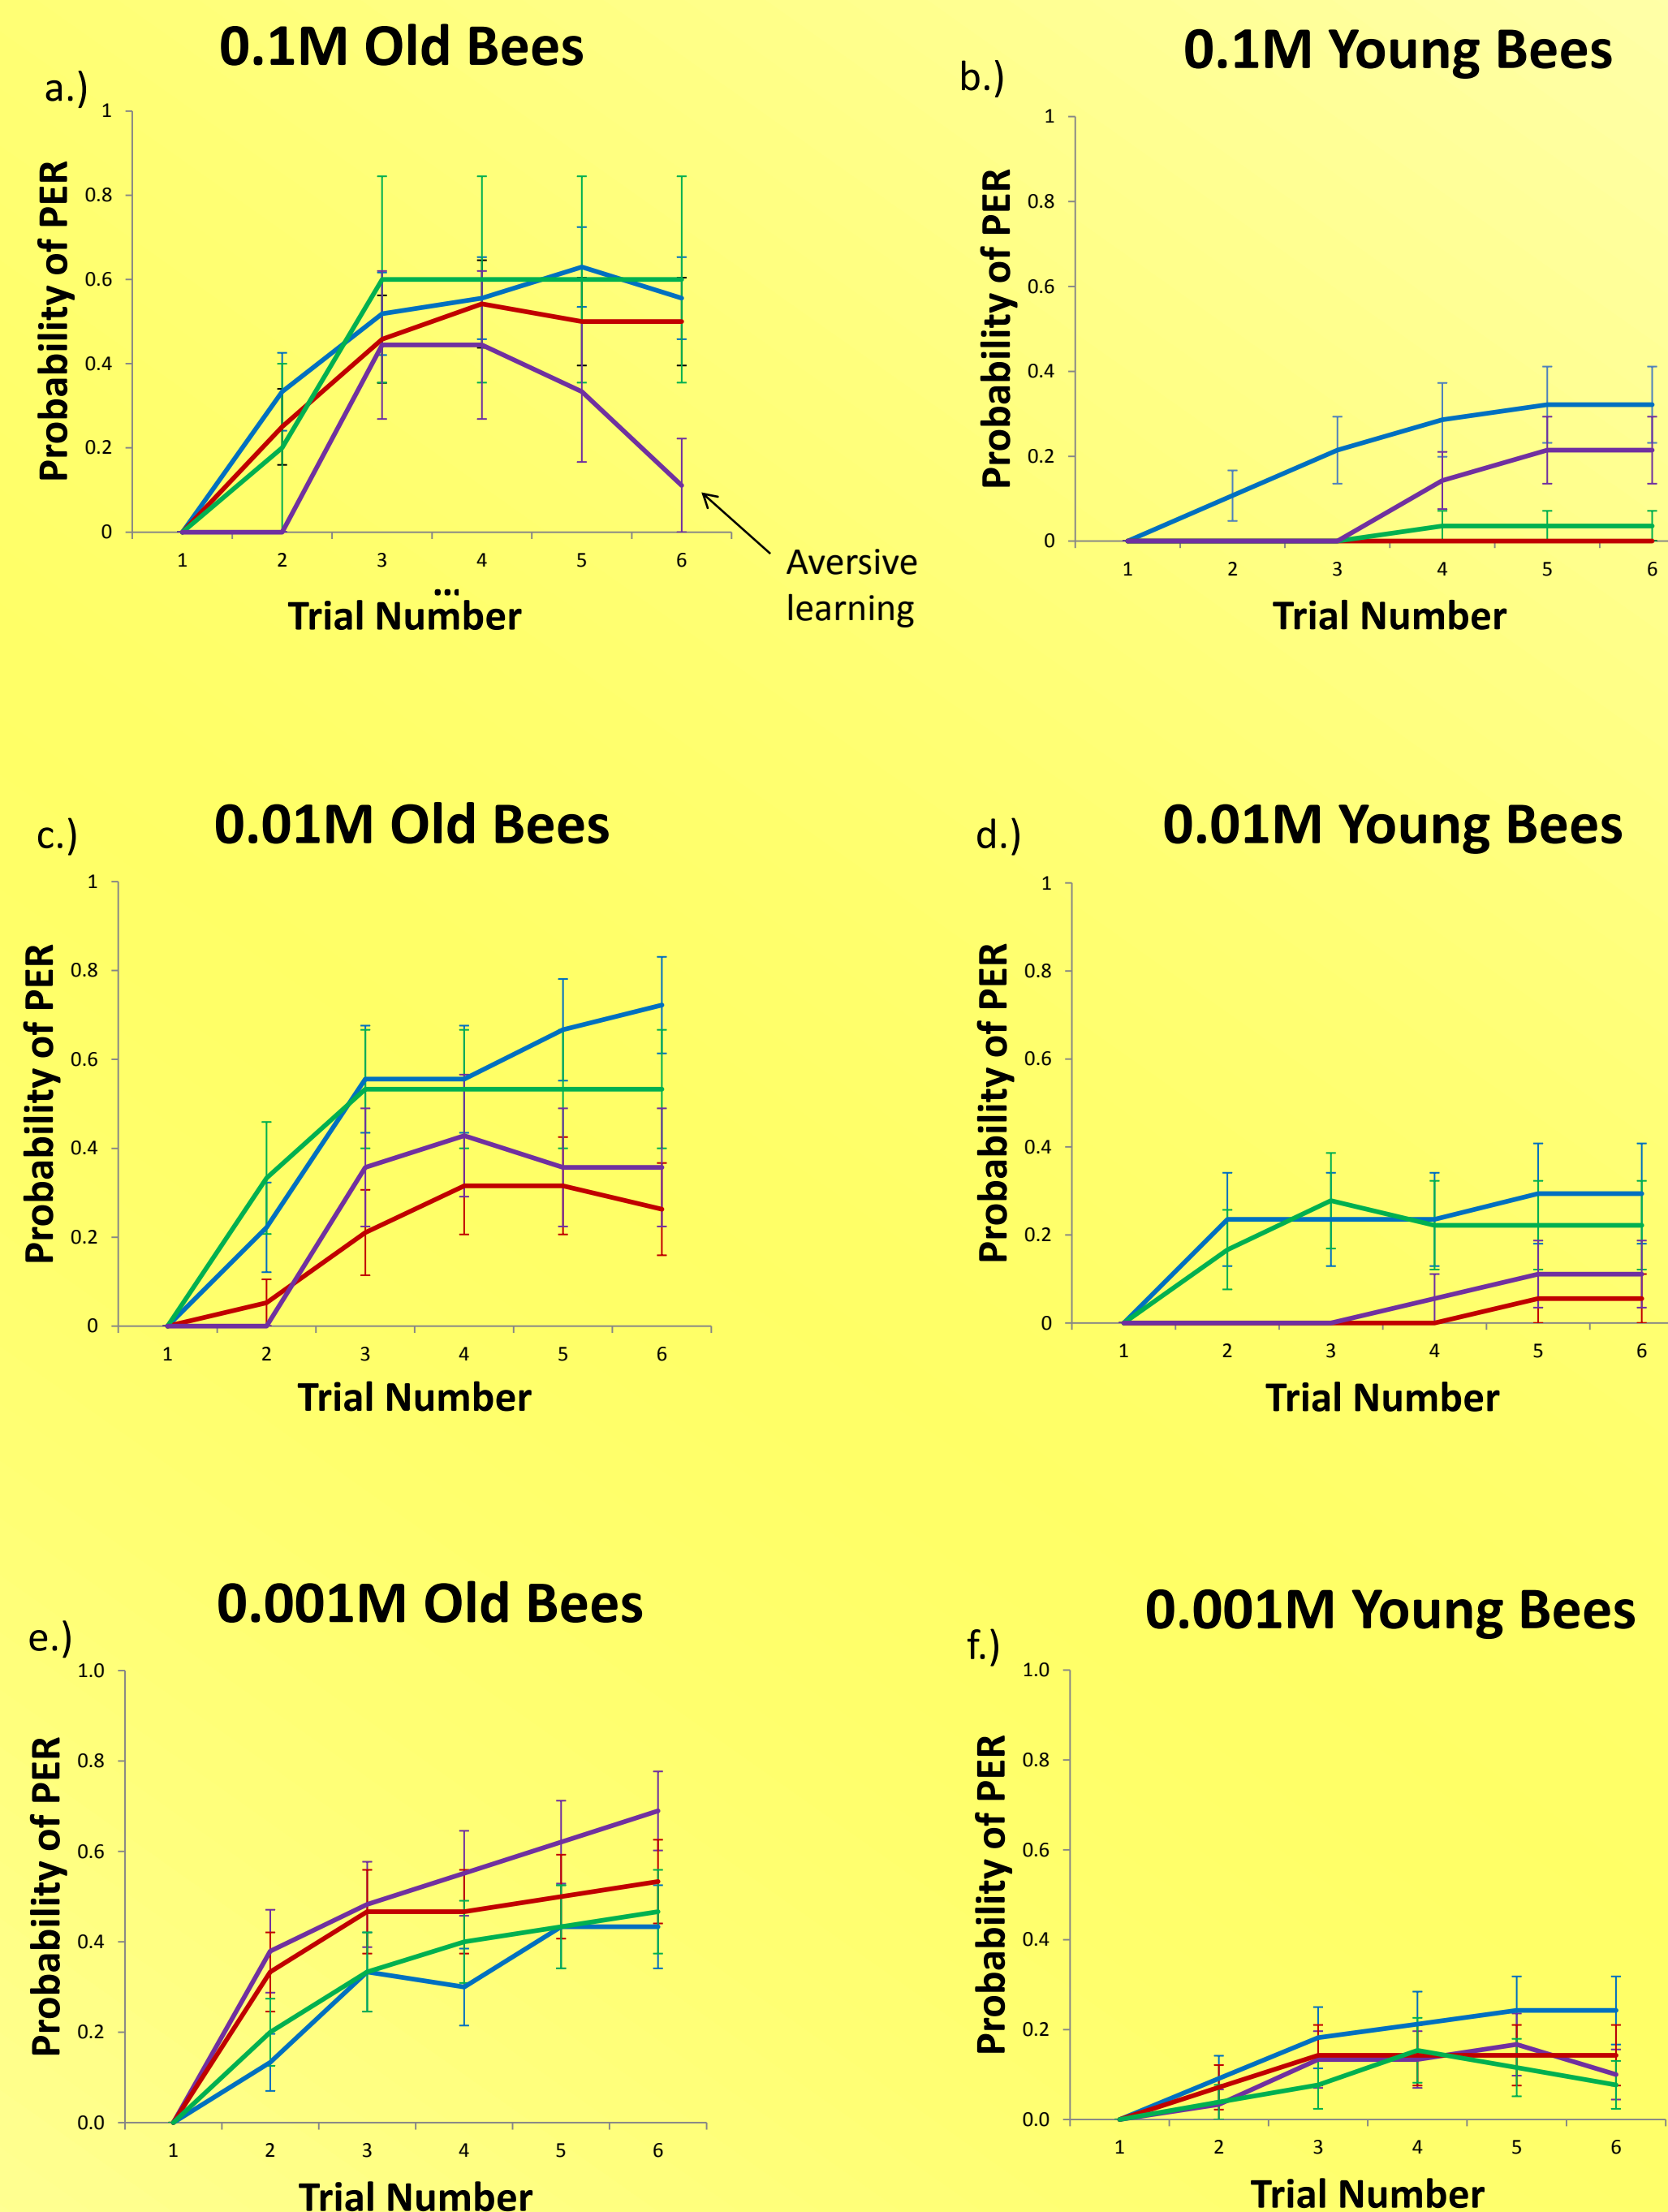 0.1M Old Bees
a.)
Probability of PER
1
0.8
0.6
0.4
0.2
0
1 2 3 4 5 6
...
Trial Number
Aversive
learning
0.1M Young Bees
b.)
Probability of PER
1
0.8
0.6
0.4
0.2
0
1 2 3 4 5 6
Trial Number
0.01M Old Bees
c.)
Probability of PER
1
0.8
0.6
0.4
0.2
0
1 2 3 4 5 6
Trial Number
0.01M Young Bees
d.)
Probability of PER
1
0.8
0.6
0.4
0.2
0
1 2 3 4 5 6
Trial Number
0.001M Old Bees
e.)
Probability of PER
1.0
0.8
0.6
0.4
0.2
0.0
1 2 3 4 5 6
Trial Number
0.001M Young Bees
f.)
Probability of PER
1.0
0.8
0.6
0.4
0.2
0.0
1 2 3 4 5 6
Trial Number